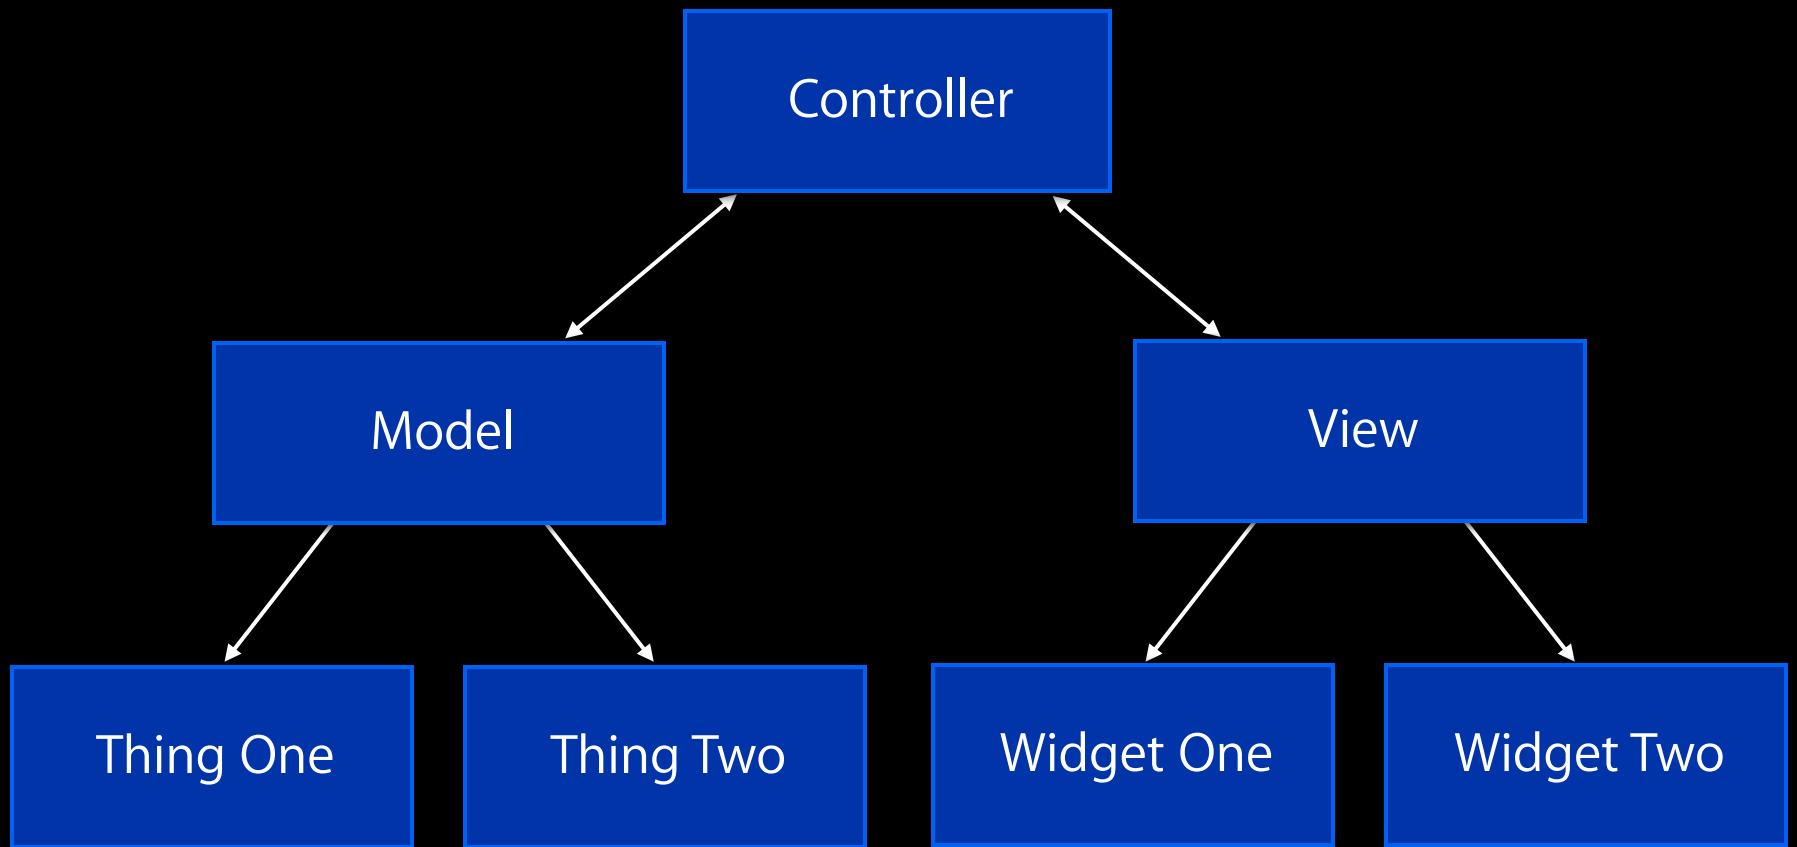 Controller
Model
View
Thing One
Thing Two
Widget One
Widget Two